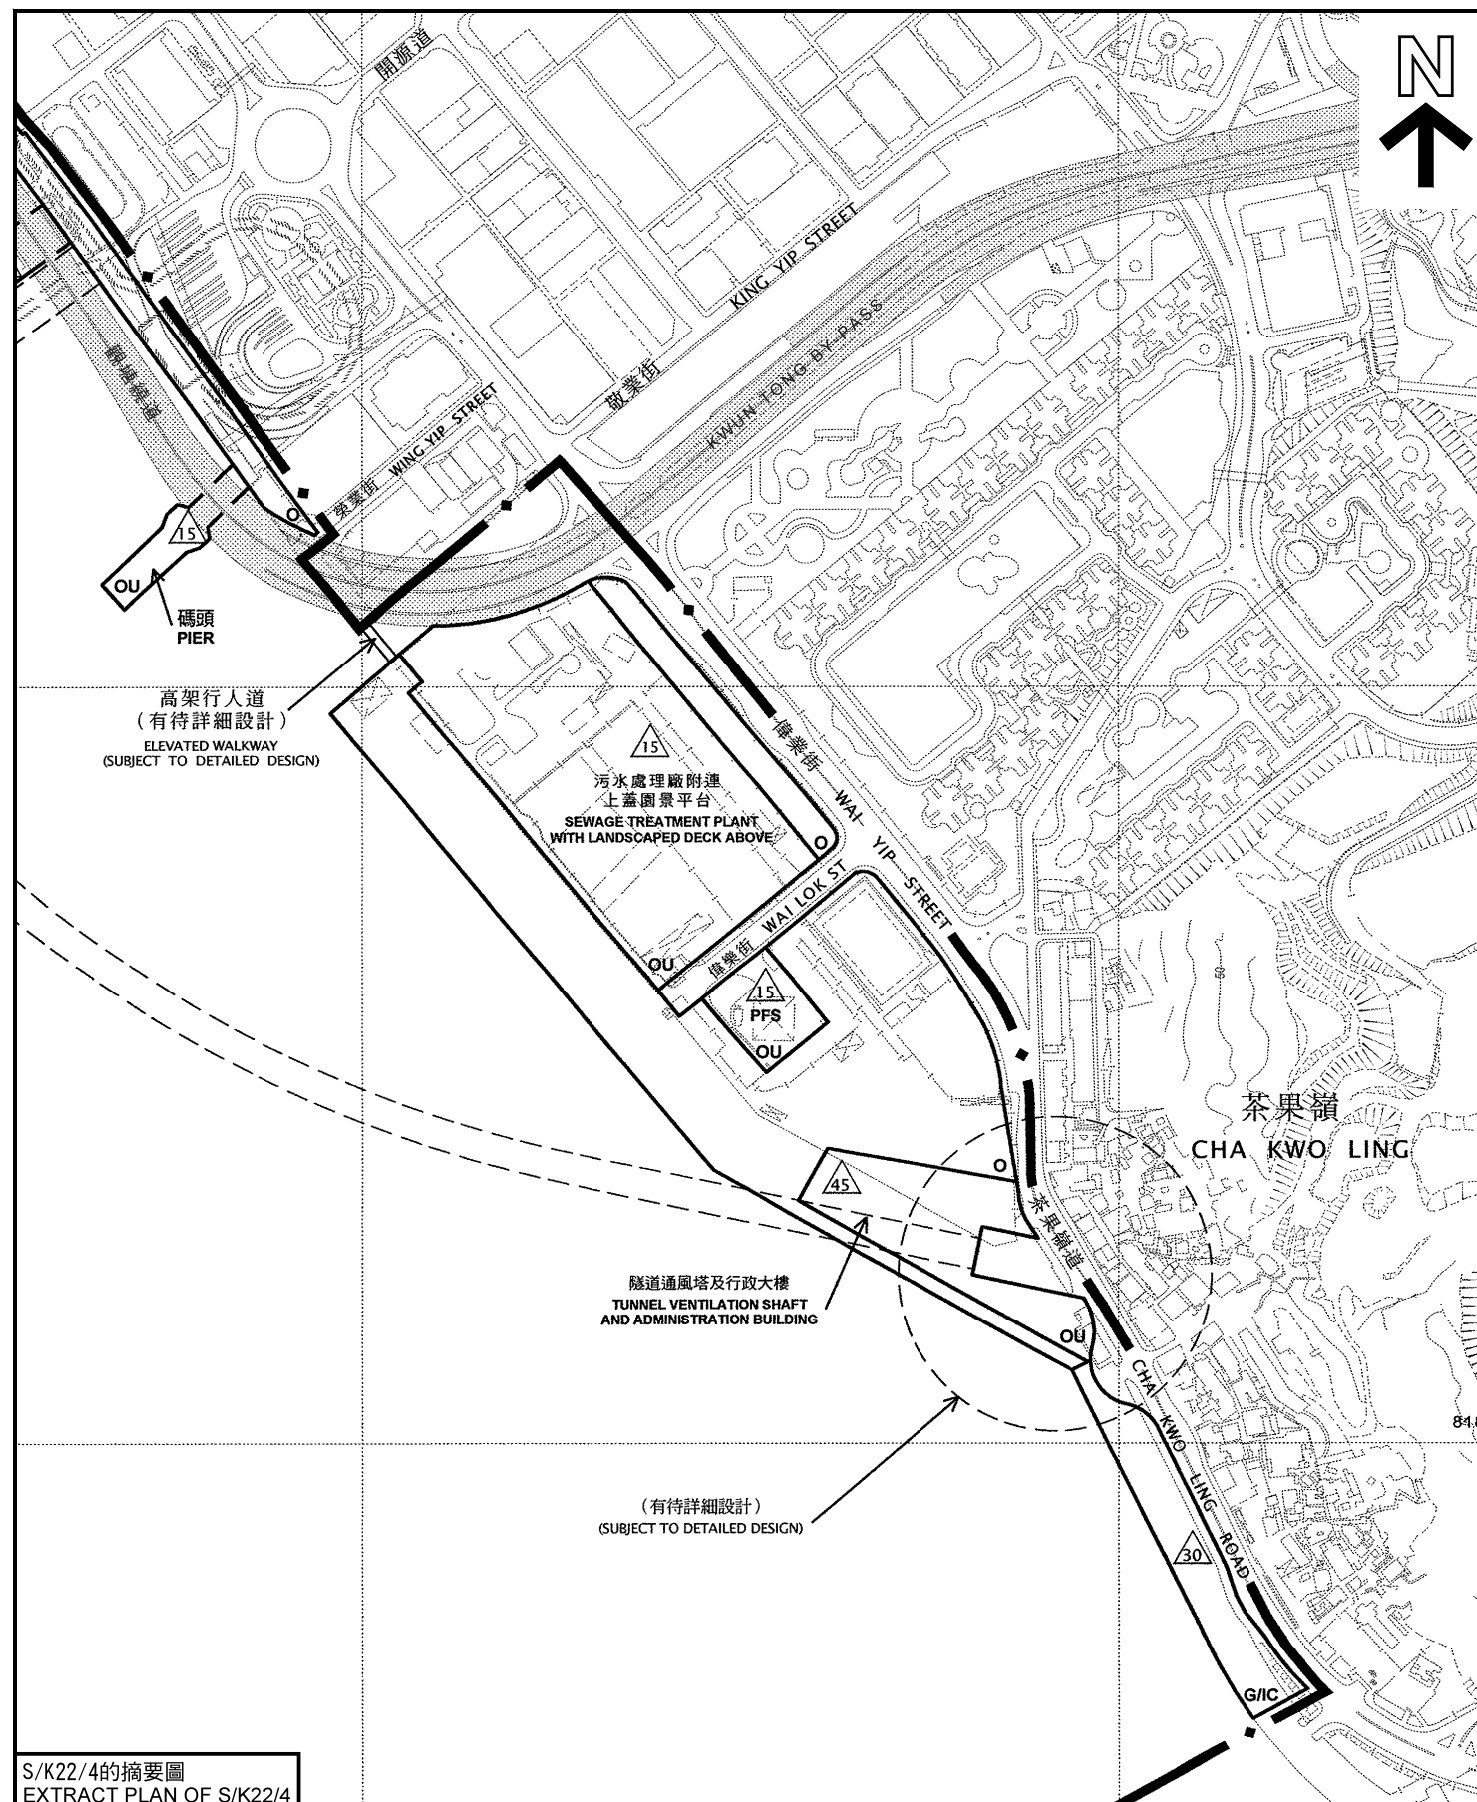 N
開源道
KING YIP STREET
敬業街
KWUN TONG BY-PASS
觀塘繞道
榮業街 WING YIP STREET
O
15
OU
碼頭
PIER
高架行人道
（有待詳細設計）
ELEVATED WALKWAY
(SUBJECT TO DETAILED DESIGN)
15
污水處理廠附連
上蓋園景平台
SEWAGE TREATMENT PLANT
WITH LANDSCAPED DECK ABOVE
偉業街 WAI YIP STREET
O
偉樂街 WAI LOK ST
OU
15
PFS
OU
茶果嶺
CHA KWO LING
O
45
茶果嶺道 CHA KWO LING ROAD
隧道通風塔及行政大樓
TUNNEL VENTILATION SHAFT
AND ADMINISTRATION BUILDING
OU
（有待詳細設計）
(SUBJECT TO DETAILED DESIGN)
30
G/IC
S/K22/4的摘要圖
EXTRACT PLAN OF S/K22/4